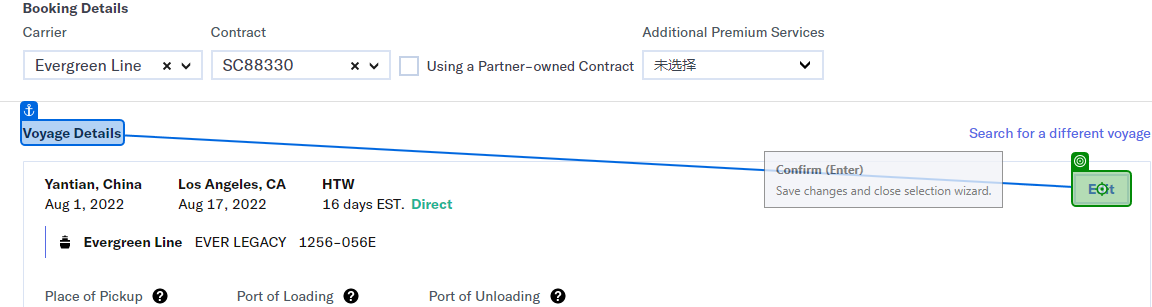 Booking Details
Carrier Contract Additional Premium Services
Evergreen Line SC88330 Using a Partner-owned Contract 未选择
Voyage Details Search for a different voyage
Confirm (Enter)
Save changes and close selection wizard.
Edit
Yantian, China Los Angeles, CA HTW
Aug 1, 2022 Aug 17, 2022 16 days EST. Direct
Evergreen Line EVER LEGACY 1256-056E
Place of Pickup ? Port of Loading ? Port of Unloading ?